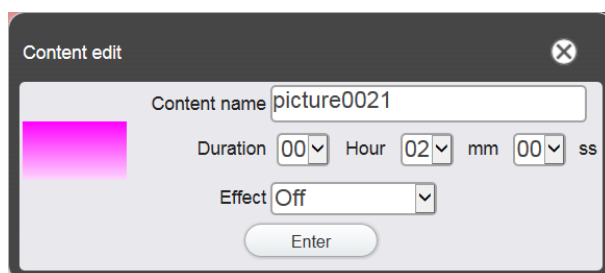 Content edit
Content name picture0021
Duration 00 Hour 02 mm 00 ss
Effect Off
Enter